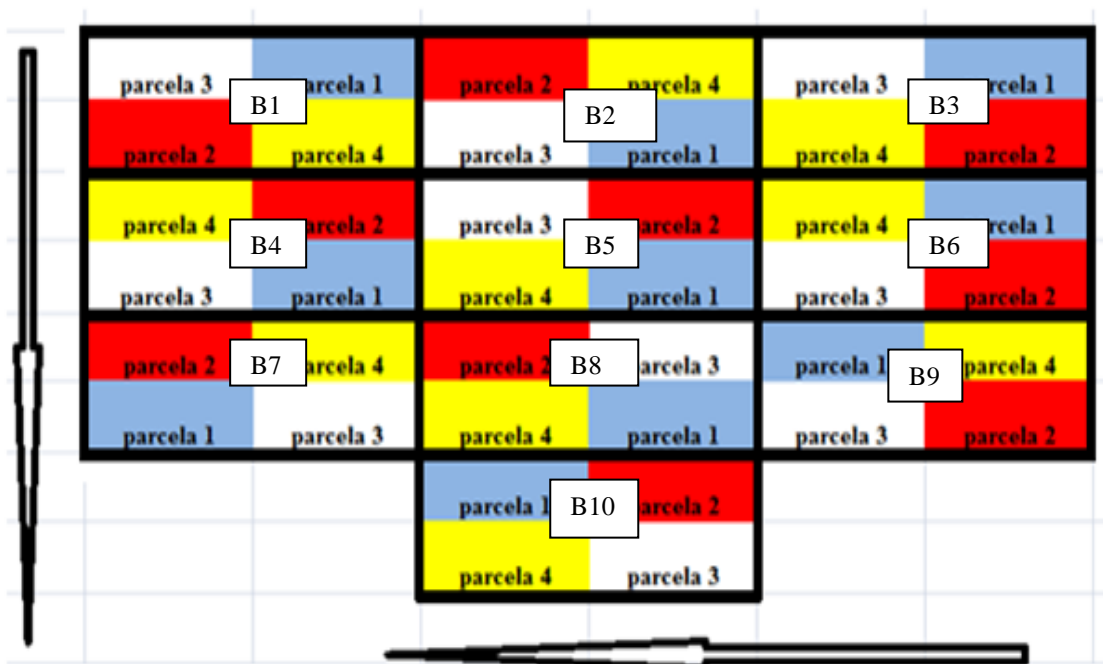 parcela 3 arcela 1 parcela 2 parcela 4 parcela 3 rcela 1
B1 B2 B3
parcela 2 parcela 4 parcela 3 parcela 1 parcela 4 parcela 2
parcela 4 arcela 2 parcela 3 arcela 2 parcela 4 rcela 1
B4 B5 B6
parcela 3 parcela 1 parcela 4 parcela 1 parcela 3 parcela 2
parcela 2 B7 arcela 4 parcela 2 B8 arcela 3 parcela 1 B9 arcela 4
parcela 1 parcela 3 parcela 4 parcela 1 parcela 3 parcela 2
parcela 1 B10 arcela 2
parcela 4 parcela 3